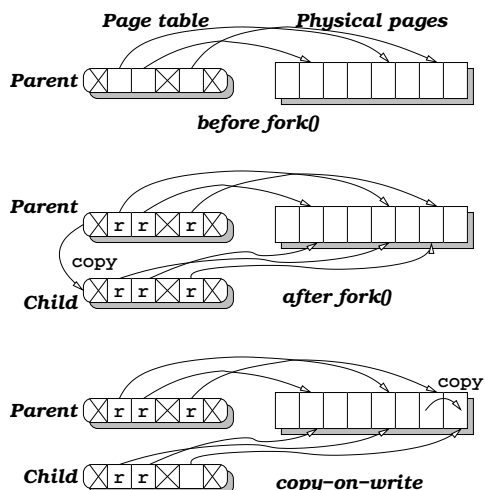 Page table Physical pages
Parent
before fork()
Parent
r r r
copy
Child r r r
after fork()
copy
Parent r r r
Child r r
copy-on-write